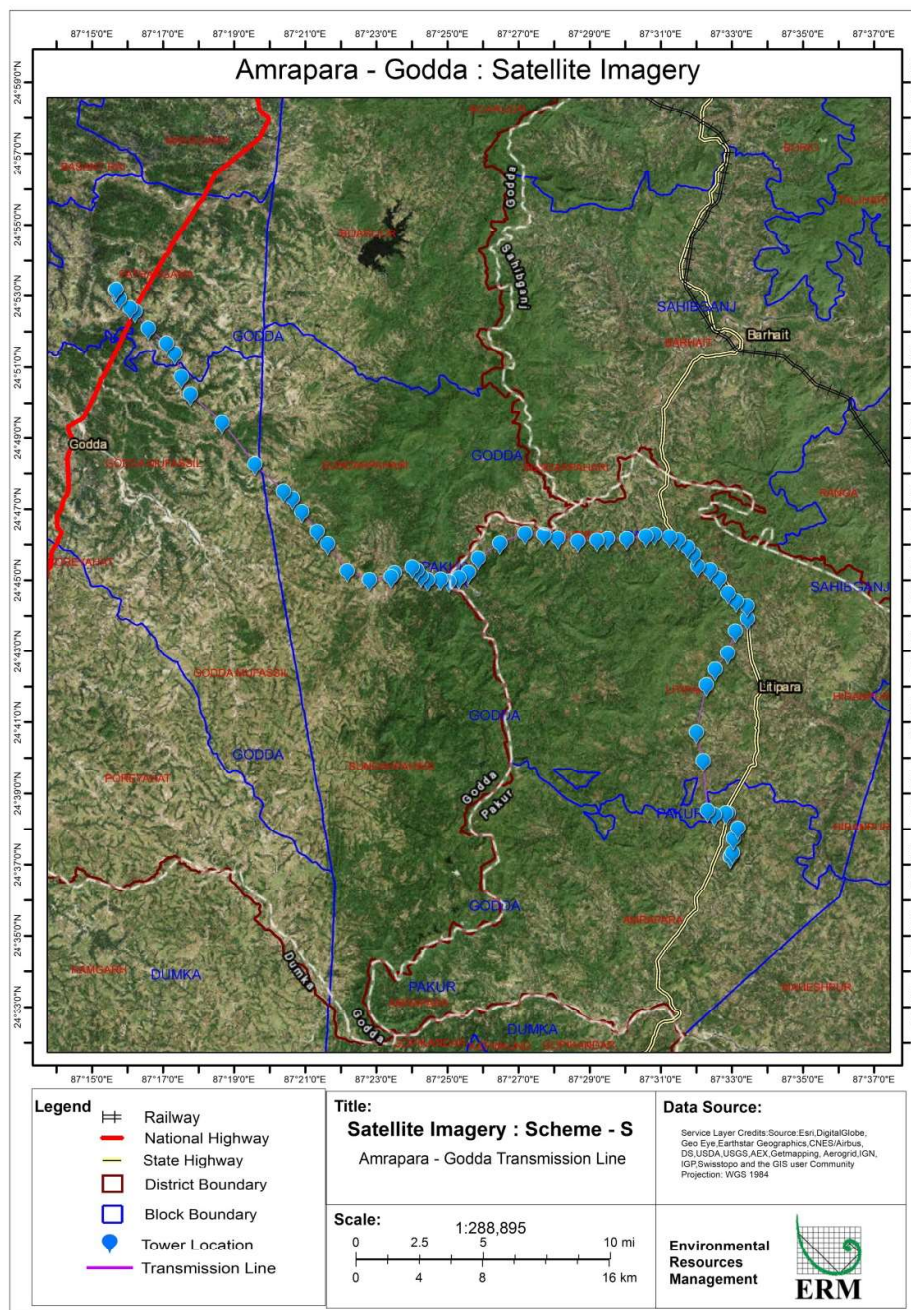 Amrapara - Godda : Satellite Imagery
87°15'0"E 87°17'0"E 87°19'0"E 87°21'0"E 87°23'0"E 87°25'0"E 87°27'0"E 87°29'0"E 87°31'0"E 87°33'0"E 87°35'0"E 87°37'0"E
24°59'0"N
24°57'0"N
24°55'0"N
24°53'0"N
24°51'0"N
24°49'0"N
24°47'0"N
24°45'0"N
24°43'0"N
24°41'0"N
24°39'0"N
24°37'0"N
24°35'0"N
24°33'0"N
Godda
Sahibganj
SAHIBGANJ
GODDA
BARHAIT
Barhait
Godda
GODDA MUFASSIL
GODDA
PAKUR
SAHIBGANJ
GODDA MUFASSIL
Litipara
GODDA
GODDA
POREYAHAT
Godda
Pakur
PAKUR
GODDA
AMRAPARA
RAMGARH
DUMKA
Dumka
PAKUR
MAHESHPUR
Godda
DUMKA
Legend
Railway
National Highway
State Highway
District Boundary
Block Boundary
Tower Location
Transmission Line
Title:
Satellite Imagery : Scheme - S
Amrapara - Godda Transmission Line
Scale:
1:288,895
0 2.5 5 10 mi
0 4 8 16 km
Data Source:
Service Layer Credits:Source:Esri,DigitalGlobe,
Geo Eye,Earthstar Geographics,CNES/Airbus,
DS,USDA,USGS,AEX,Getmapping, Aerogrid,IGN,
IGP,Swisstopo and the GIS user Community
Projection: WGS 1984
Environmental
Resources
Management
ERM